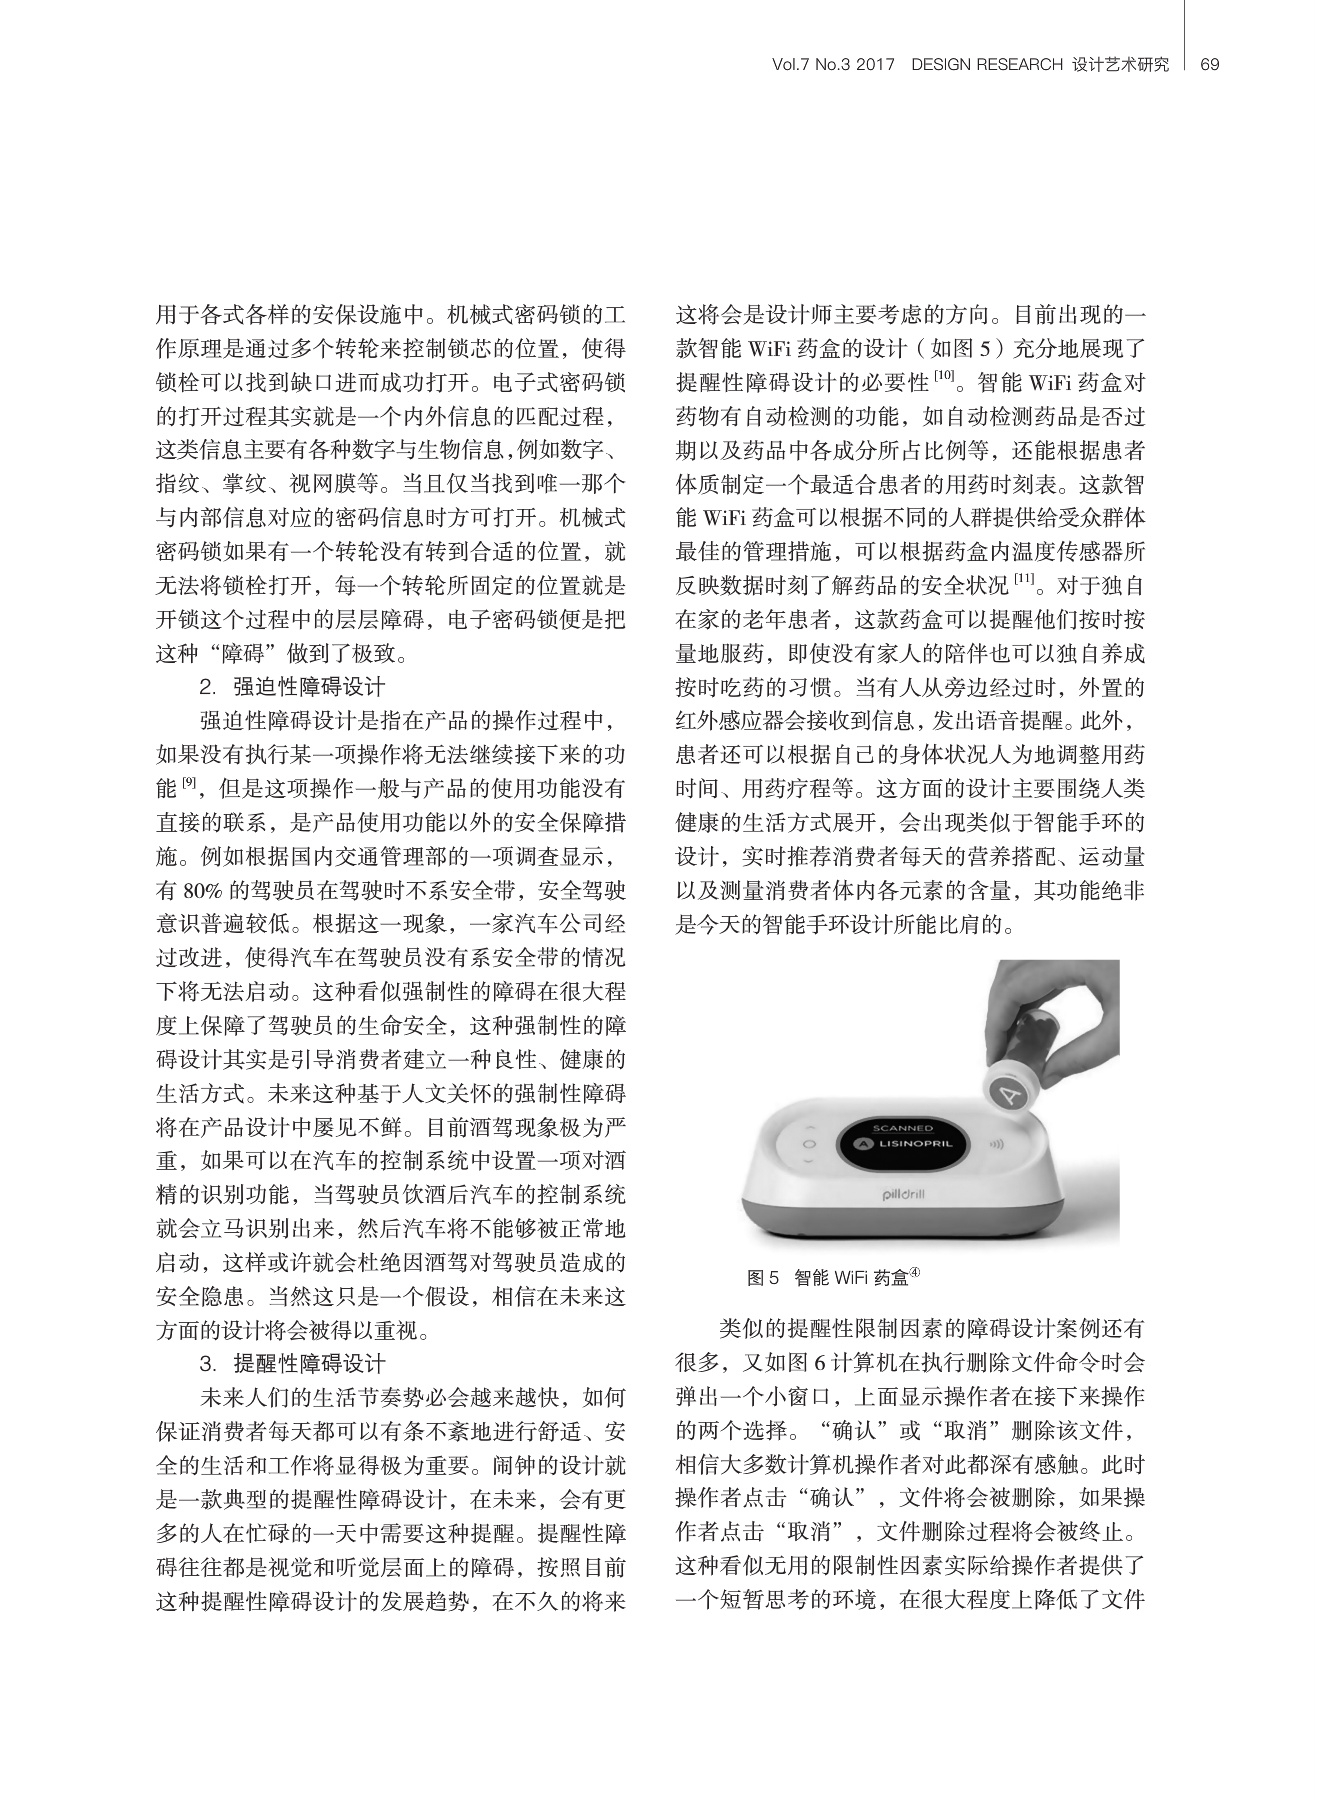 Vol.7 No.3 2017 DESIGN RESEARCH 设计艺术研究 69
用于各式各样的安保设施中。机械式密码锁的工
作原理是通过多个转轮来控制锁芯的位置，使得
锁栓可以找到缺口进而成功打开。电子式密码锁
的打开过程其实就是一个内外信息的匹配过程，
这类信息主要有各种数字与生物信息，例如数字、
指纹、掌纹、视网膜等。当且仅当找到唯一那个
与内部信息对应的密码信息时方可打开。机械式
密码锁如果有一个转轮没有转到合适的位置，就
无法将锁栓打开，每一个转轮所固定的位置就是
开锁这个过程中的层层障碍，电子密码锁便是把
这种“障碍”做到了极致。
2. 强迫性障碍设计
强迫性障碍设计是指在产品的操作过程中，
如果没有执行某一项操作将无法继续接下来的功
能[9]，但是这项操作一般与产品的使用功能没有
直接的联系，是产品使用功能以外的安全保障措
施。例如根据国内交通管理部的一项调查显示，
有 80% 的驾驶员在驾驶时不系安全带，安全驾驶
意识普遍较低。根据这一现象，一家汽车公司经
过改进，使得汽车在驾驶员没有系安全带的情况
下将无法启动。这种看似强制性的障碍在很大程
度上保障了驾驶员的生命安全，这种强制性的障
碍设计其实是引导消费者建立一种良性、健康的
生活方式。未来这种基于人文关怀的强制性障碍
将在产品设计中屡见不鲜。目前酒驾现象极为严
重，如果可以在汽车的控制系统中设置一项对酒
精的识别功能，当驾驶员饮酒后汽车的控制系统
就会立马识别出来，然后汽车将不能够被正常地
启动，这样或许就会杜绝因酒驾对驾驶员造成的
安全隐患。当然这只是一个假设，相信在未来这
方面的设计将会被得以重视。
3. 提醒性障碍设计
未来人们的生活节奏势必会越来越快，如何
保证消费者每天都可以有条不紊地进行舒适、安
全的生活和工作将显得极为重要。闹钟的设计就
是一款典型的提醒性障碍设计，在未来，会有更
多的人在忙碌的一天中需要这种提醒。提醒性障
碍往往都是视觉和听觉层面上的障碍，按照目前
这种提醒性障碍设计的发展趋势，在不久的将来
这将会是设计师主要考虑的方向。目前出现的一
款智能 WiFi 药盒的设计（如图 5）充分地展现了
提醒性障碍设计的必要性[10]。智能 WiFi 药盒对
药物有自动检测的功能，如自动检测药品是否过
期以及药品中各成分所占比例等，还能根据患者
体质制定一个最适合患者的用药时刻表。这款智
能 WiFi 药盒可以根据不同的人群提供给受众群体
最佳的管理措施，可以根据药盒内温度传感器所
反映数据时刻了解药品的安全状况[11]。对于独自
在家的老年患者，这款药盒可以提醒他们按时按
量地服药，即使没有家人的陪伴也可以独自养成
按时吃药的习惯。当有人从旁边经过时，外置的
红外感应器会接收到信息，发出语音提醒。此外，
患者还可以根据自己的身体状况人为地调整用药
时间、用药疗程等。这方面的设计主要围绕人类
健康的生活方式展开，会出现类似于智能手环的
设计，实时推荐消费者每天的营养搭配、运动量
以及测量消费者体内各元素的含量，其功能绝非
是今天的智能手环设计所能比肩的。
A
SCANNED
A LISINOPRIL
pilldrill
图 5 智能 WiFi 药盒④
类似的提醒性限制因素的障碍设计案例还有
很多，又如图 6 计算机在执行删除文件命令时会
弹出一个小窗口，上面显示操作者在接下来操作
的两个选择。“确认”或“取消”删除该文件，
相信大多数计算机操作者对此都深有感触。此时
操作者点击“确认”，文件将会被删除，如果操
作者点击“取消”，文件删除过程将会被终止。
这种看似无用的限制性因素实际给操作者提供了
一个短暂思考的环境，在很大程度上降低了文件